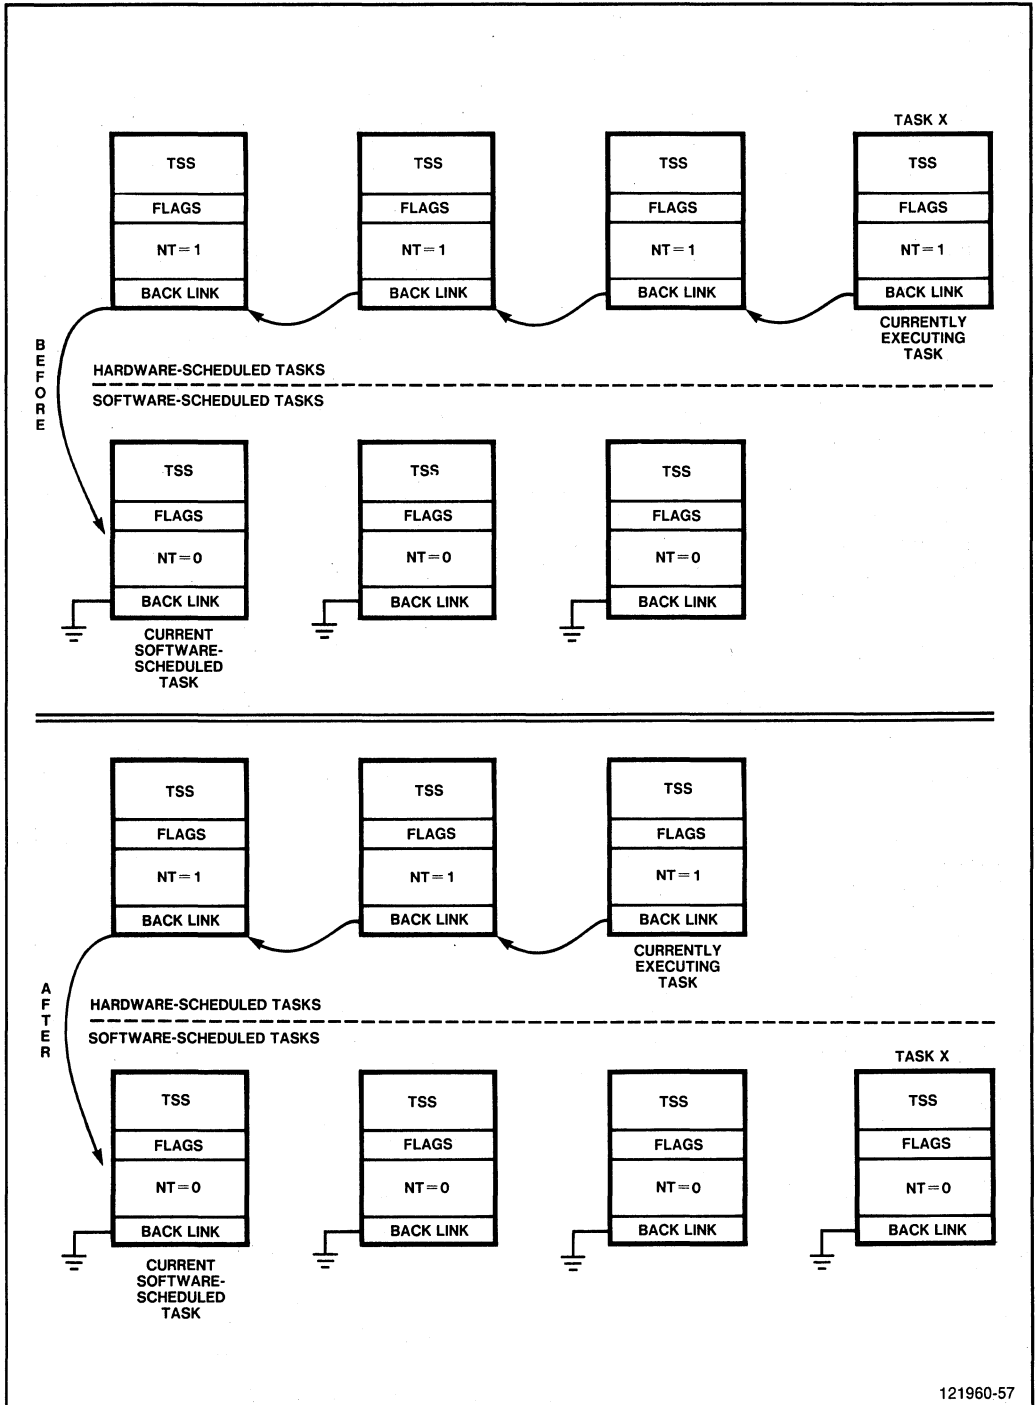 TASK X
TSS TSS TSS TSS
FLAGS FLAGS FLAGS FLAGS
NT=1 NT=1 NT=1 NT=1
BACK LINK BACK LINK BACK LINK BACK LINK
CURRENTLY
EXECUTING
TASK
BEFORE
HARDWARE-SCHEDULED TASKS
SOFTWARE-SCHEDULED TASKS
TSS TSS TSS
FLAGS FLAGS FLAGS
NT=0 NT=0 NT=0
BACK LINK BACK LINK BACK LINK
CURRENT
SOFTWARE-
SCHEDULED
TASK
TSS TSS TSS
FLAGS FLAGS FLAGS
NT=1 NT=1 NT=1
BACK LINK BACK LINK BACK LINK
CURRENTLY
EXECUTING
TASK
AFTER
HARDWARE-SCHEDULED TASKS
SOFTWARE-SCHEDULED TASKS
TASK X
TSS TSS TSS TSS
FLAGS FLAGS FLAGS FLAGS
NT=0 NT=0 NT=0 NT=0
BACK LINK BACK LINK BACK LINK BACK LINK
CURRENT
SOFTWARE-
SCHEDULED
TASK
121960-57